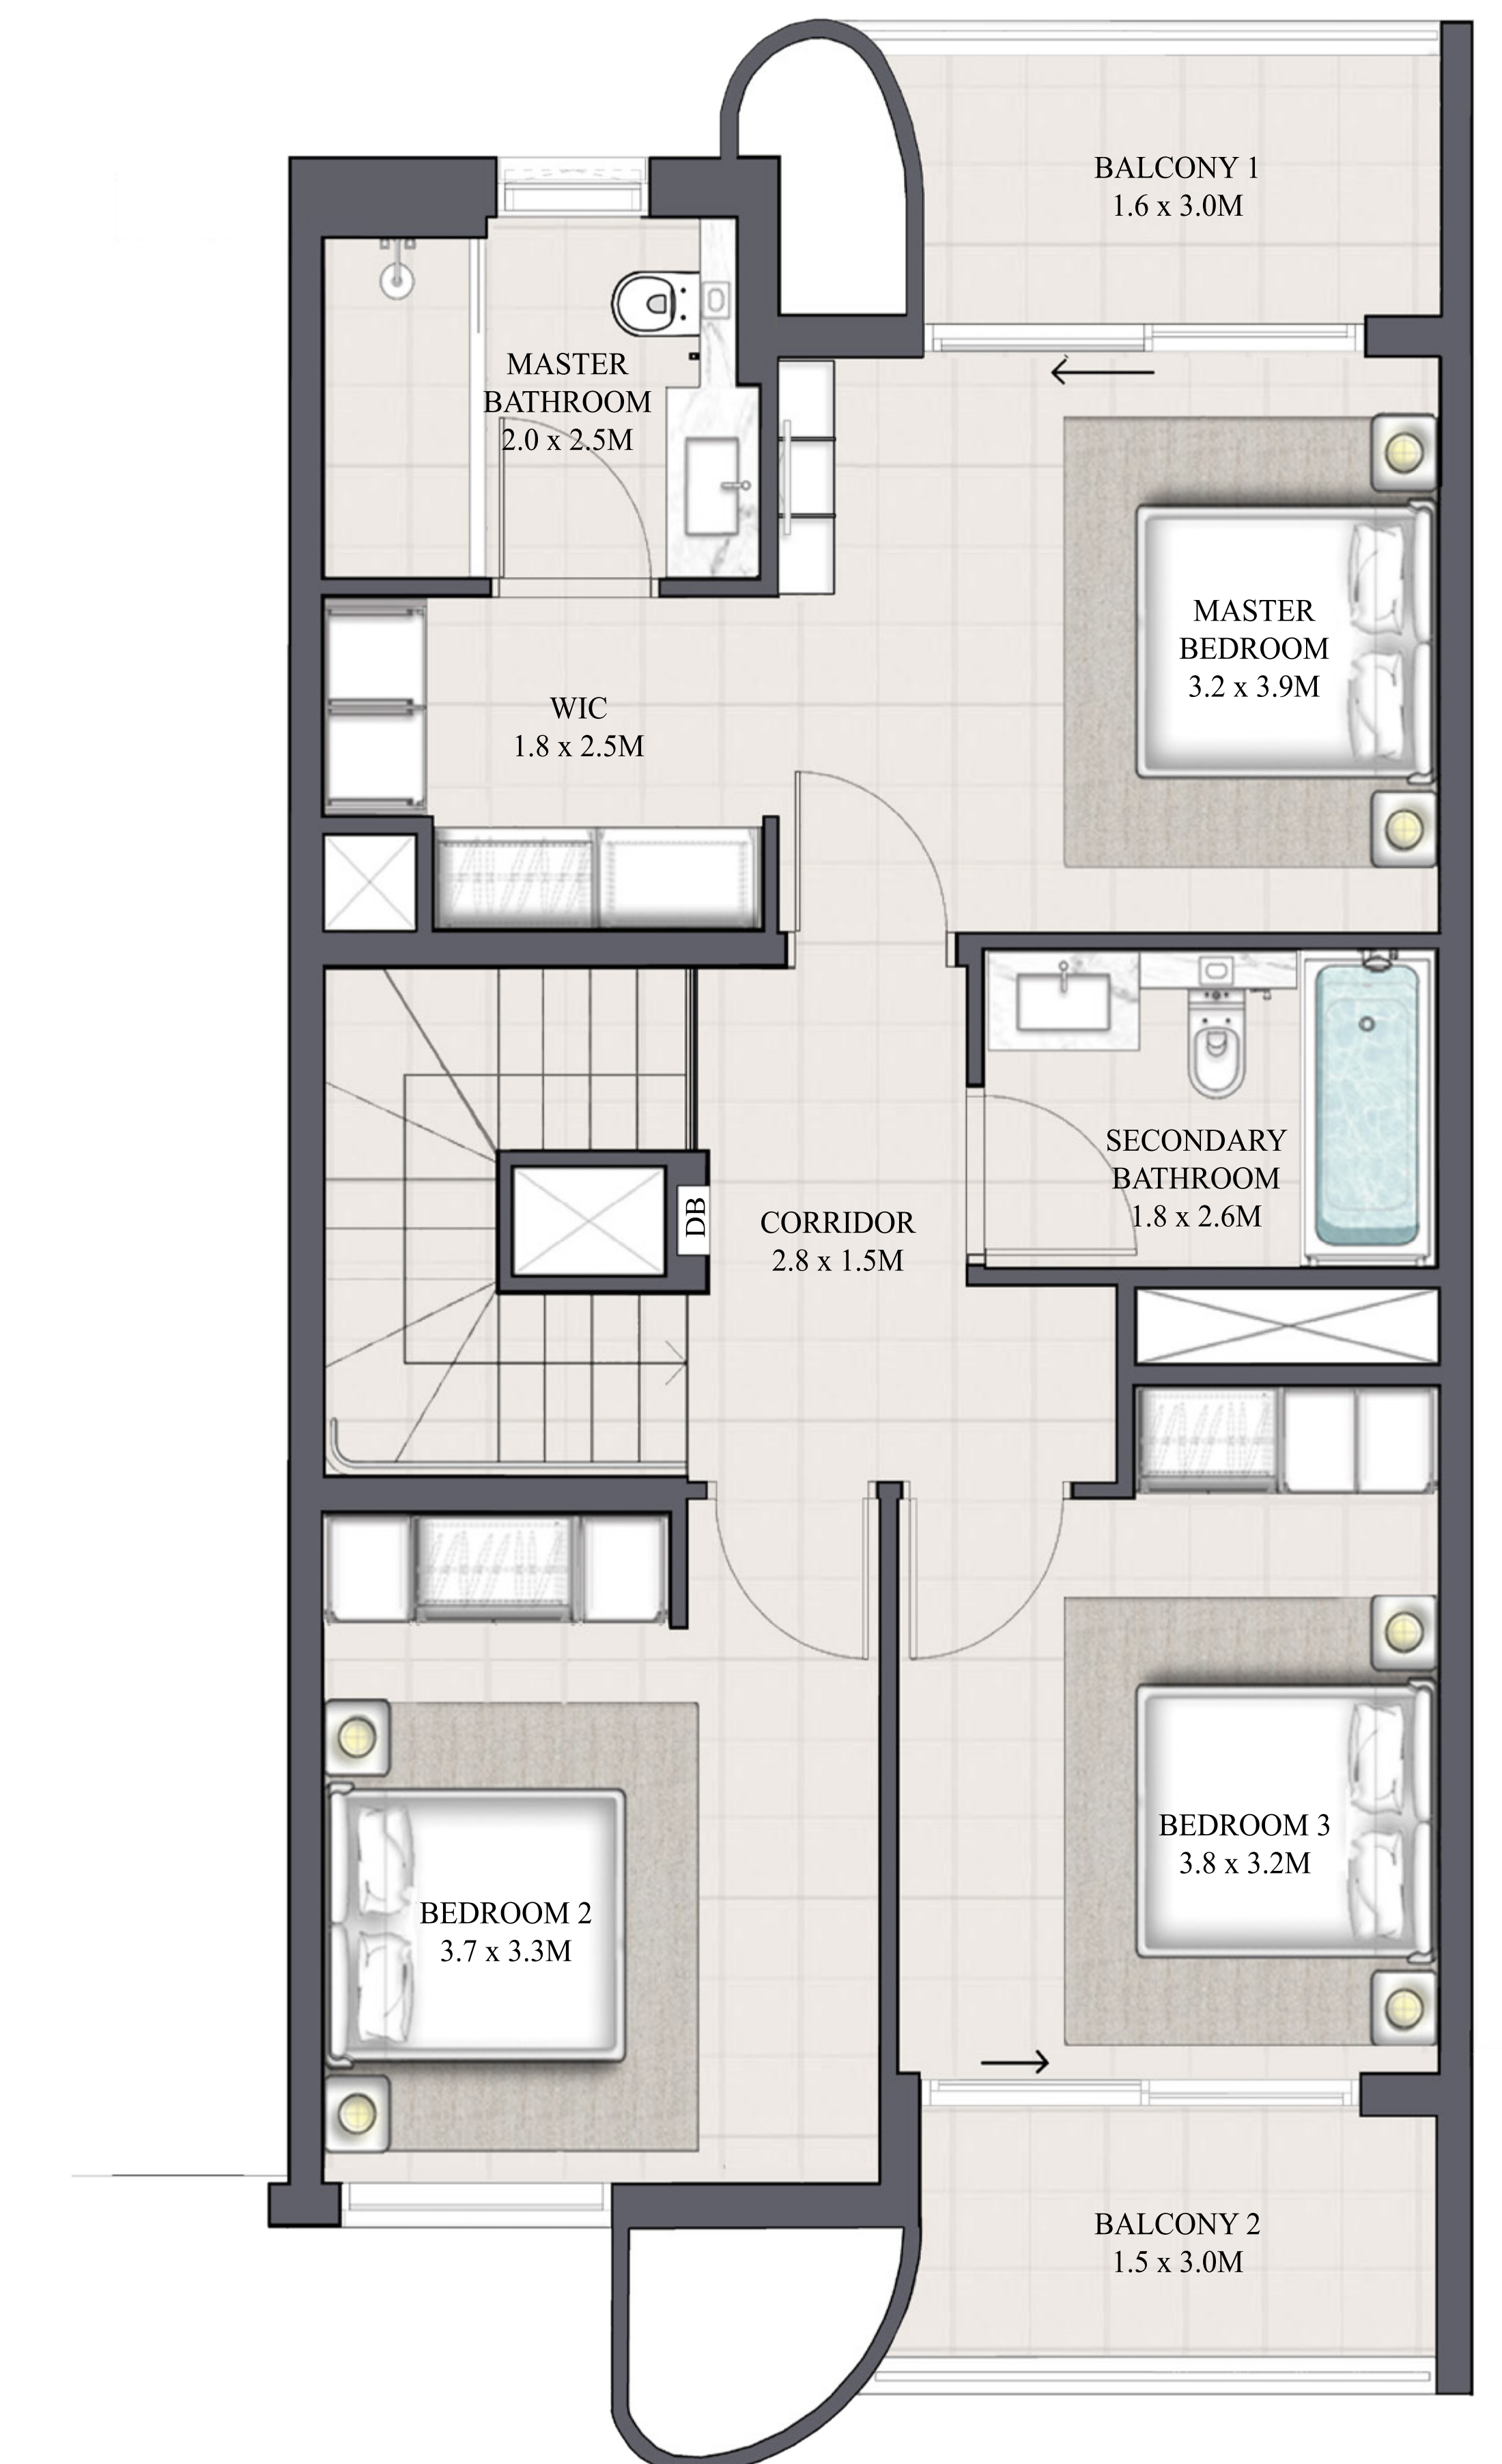 BALCONY 1
1.6 x 3.0M
MASTER
BATHROOM
2.0 x 2.5M
MASTER
BEDROOM
3.2 x 3.9M
WIC
1.8 x 2.5M
SECONDARY
BATHROOM
1.8 x 2.6M
DB
CORRIDOR
2.8 x 1.5M
BEDROOM 3
3.8 x 3.2M
BEDROOM 2
3.7 x 3.3M
BALCONY 2
1.5 x 3.0M